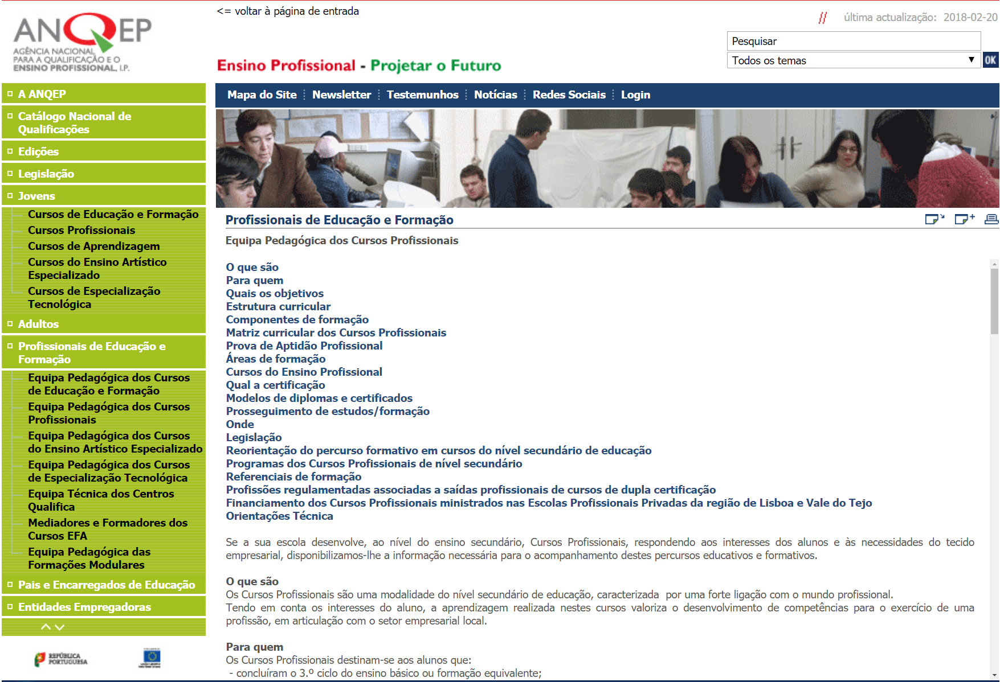 <= voltar à página de entrada
// última actualização: 2018-02-20
ANQEP
AGÊNCIA NACIONAL
PARA A QUALIFICAÇÃO E O
ENSINO PROFISSIONAL, I.P.
Pesquisar
Todos os temas
OK
Ensino Profissional - Projetar o Futuro
A ANQEP
Catálogo Nacional de
Qualificações
Edições
Legislação
Jovens
Cursos de Educação e Formação
Cursos Profissionais
Cursos de Aprendizagem
Cursos do Ensino Artístico
Especializado
Cursos de Especialização
Tecnológica
Adultos
Profissionais de Educação e
Formação
Equipa Pedagógica dos Cursos
de Educação e Formação
Equipa Pedagógica dos Cursos
Profissionais
Equipa Pedagógica dos Cursos
do Ensino Artístico Especializado
Equipa Pedagógica dos Cursos
de Especialização Tecnológica
Equipa Técnica dos Centros
Qualifica
Mediadores e Formadores dos
Cursos EFA
Equipa Pedagógica das
Formações Modulares
Pais e Encarregados de Educação
Entidades Empregadoras
REPÚBLICA
PORTUGUESA
Mapa do Site Newsletter Testemunhos Notícias Redes Sociais Login
Profissionais de Educação e Formação
Equipa Pedagógica dos Cursos Profissionais
O que são
Para quem
Quais os objetivos
Estrutura curricular
Componentes de formação
Matriz curricular dos Cursos Profissionais
Prova de Aptidão Profissional
Áreas de formação
Cursos do Ensino Profissional
Qual a certificação
Modelos de diplomas e certificados
Prosseguimento de estudos/formação
Onde
Legislação
Reorientação do percurso formativo em cursos do nível secundário de educação
Programas dos Cursos Profissionais de nível secundário
Referenciais de formação
Profissões regulamentadas associadas a saídas profissionais de cursos de dupla certificação
Financiamento dos Cursos Profissionais ministrados nas Escolas Profissionais Privadas da região de Lisboa e Vale do Tejo
Orientações Técnica
Se a sua escola desenvolve, ao nível do ensino secundário, Cursos Profissionais, respondendo aos interesses dos alunos e às necessidades do tecido
empresarial, disponibilizamos-lhe a informação necessária para o acompanhamento destes percursos educativos e formativos.
O que são
Os Cursos Profissionais são uma modalidade do nível secundário de educação, caracterizada  por uma forte ligação com o mundo profissional.
Tendo em conta os interesses do aluno, a aprendizagem realizada nestes cursos valoriza o desenvolvimento de competências para o exercício de uma
profissão, em articulação com o setor empresarial local.
Para quem
Os Cursos Profissionais destinam-se aos alunos que:
- concluíram o 3.º ciclo do ensino básico ou formação equivalente;